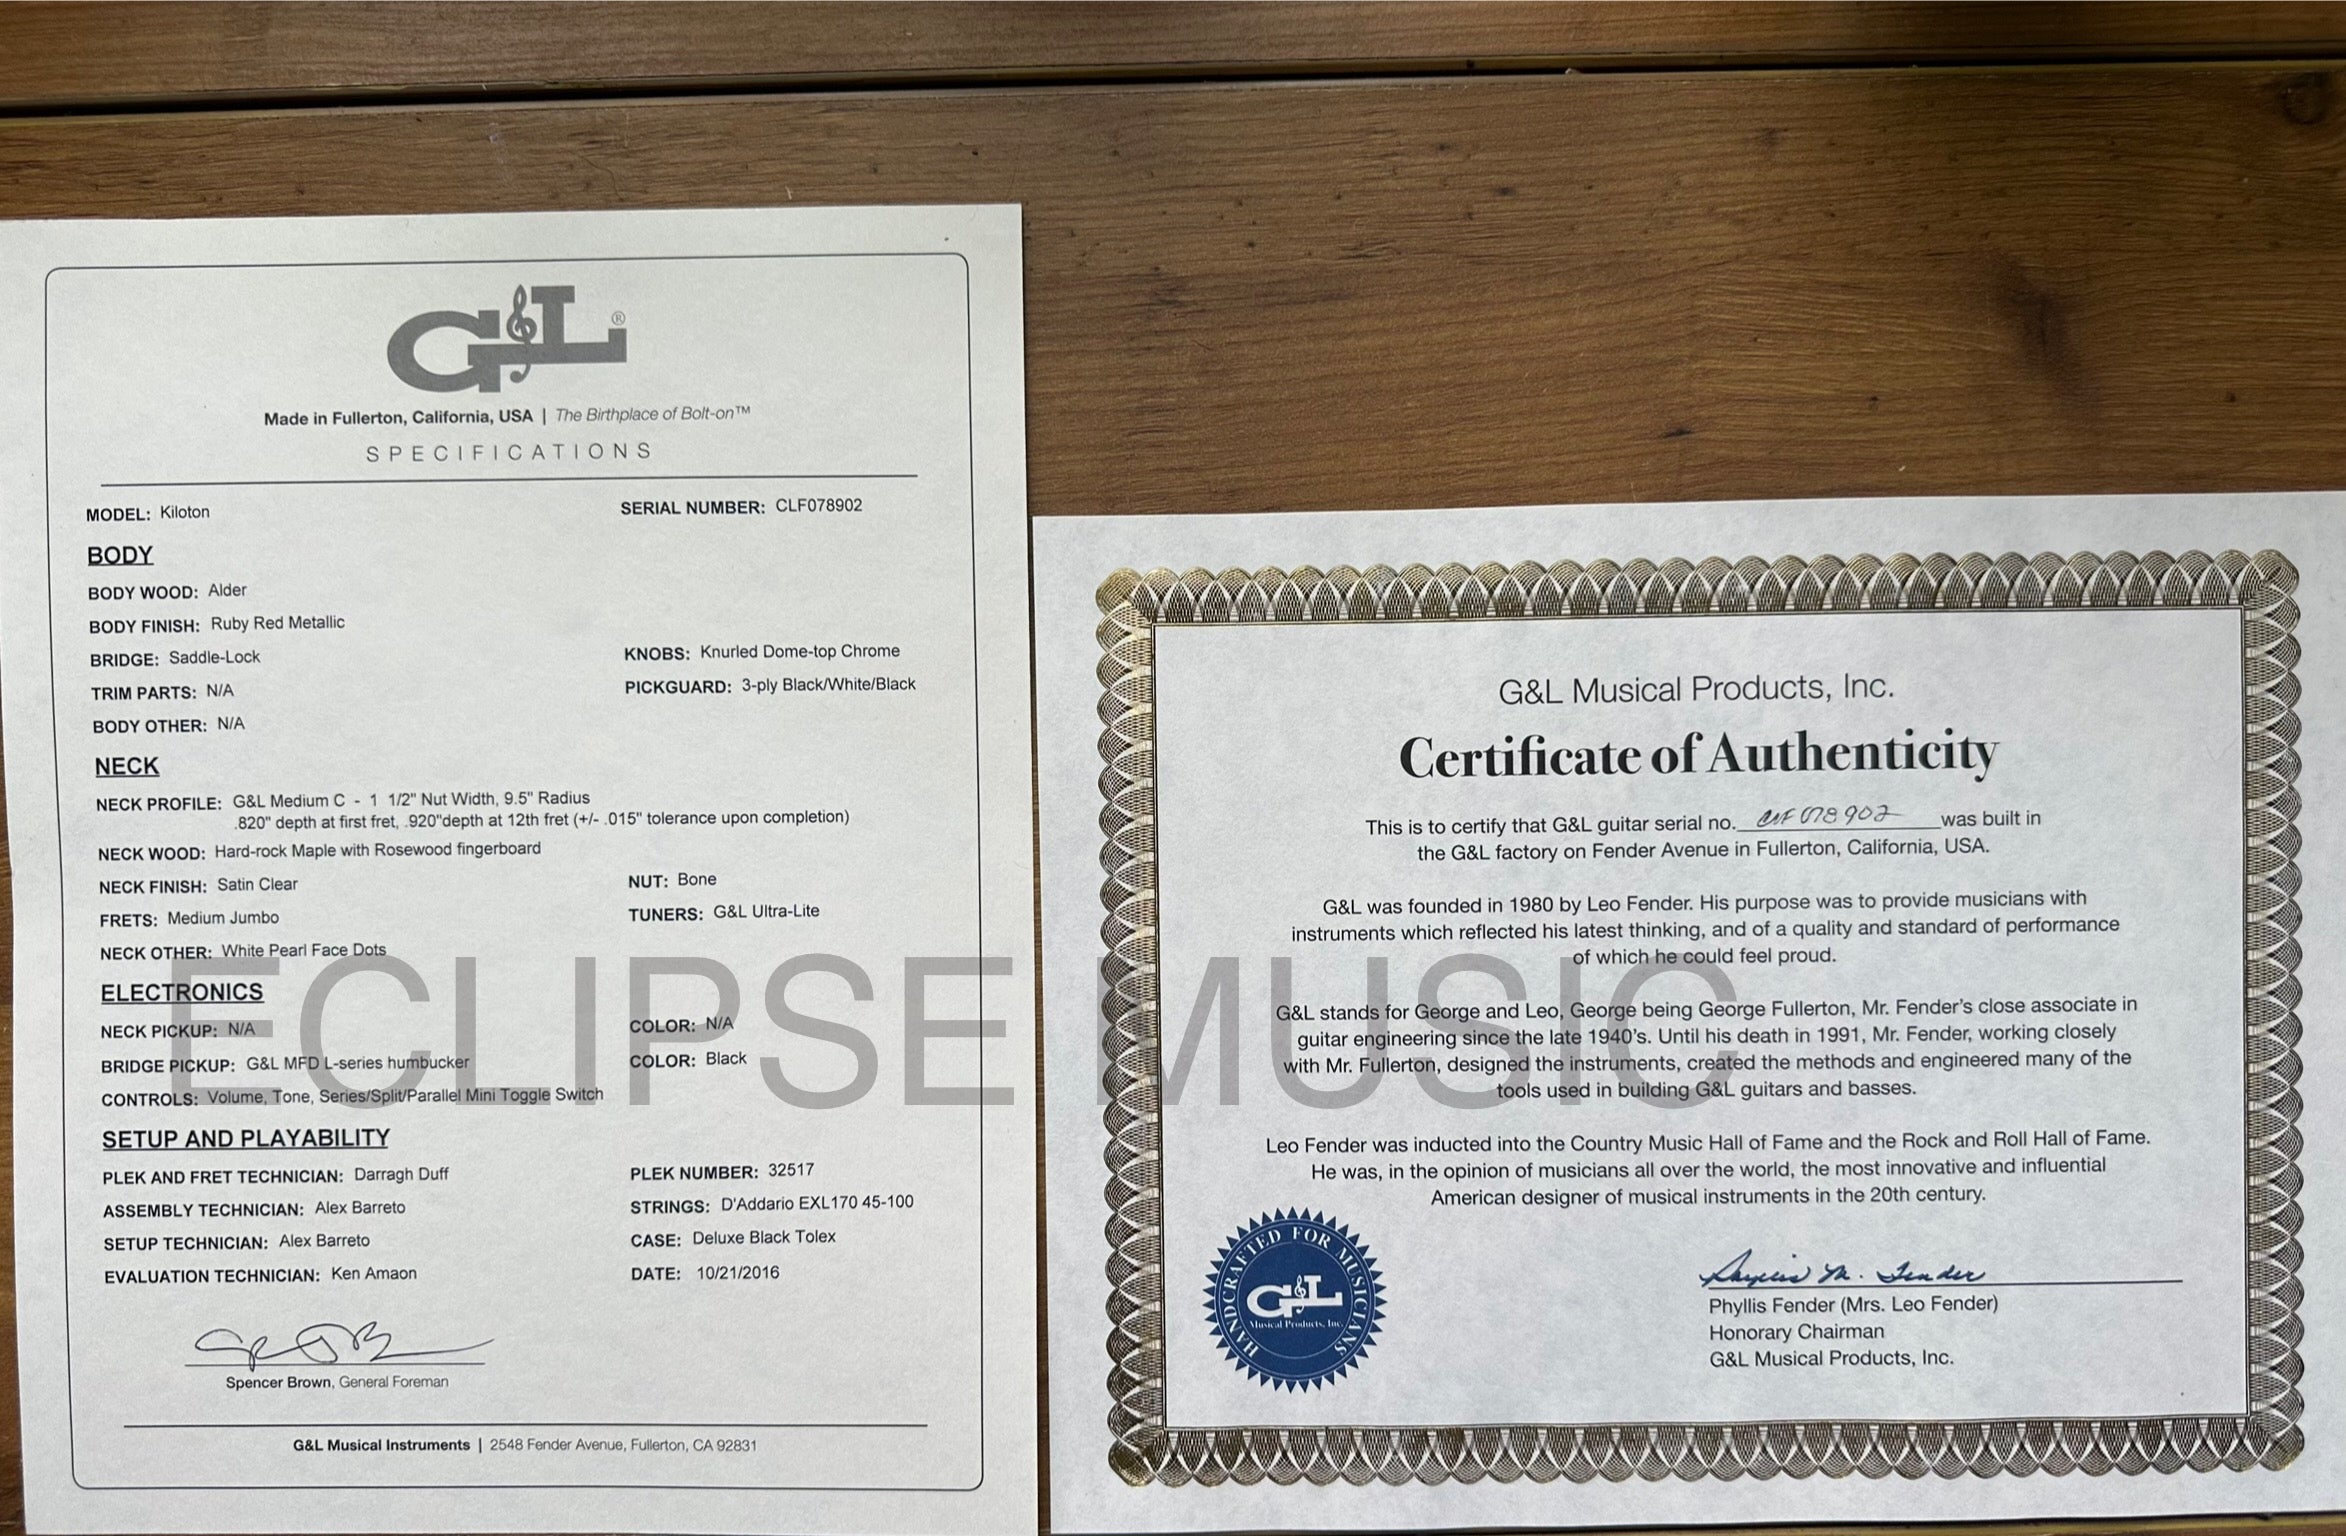 G&L®
Made in Fullerton, California, USA | The Birthplace of Bolt-on™
SPECIFICATIONS
MODEL: Kiloton SERIAL NUMBER: CLF078902
BODY
BODY WOOD: Alder
BODY FINISH: Ruby Red Metallic
BRIDGE: Saddle-Lock KNOBS: Knurled Dome-top Chrome
TRIM PARTS: N/A PICKGUARD: 3-ply Black/White/Black
BODY OTHER: N/A
NECK
NECK PROFILE: G&L Medium C - 1 1/2" Nut Width, 9.5" Radius
.820" depth at first fret, .920"depth at 12th fret (+/- .015" tolerance upon completion)
NECK WOOD: Hard-rock Maple with Rosewood fingerboard
NECK FINISH: Satin Clear NUT: Bone
FRETS: Medium Jumbo TUNERS: G&L Ultra-Lite
NECK OTHER: White Pearl Face Dots
ELECTRONICS
NECK PICKUP: N/A COLOR: N/A
BRIDGE PICKUP: G&L MFD L-series humbucker COLOR: Black
CONTROLS: Volume, Tone, Series/Split/Parallel Mini Toggle Switch
SETUP AND PLAYABILITY
PLEK AND FRET TECHNICIAN: Darragh Duff PLEK NUMBER: 32517
ASSEMBLY TECHNICIAN: Alex Barreto STRINGS: D'Addario EXL170 45-100
SETUP TECHNICIAN: Alex Barreto CASE: Deluxe Black Tolex
EVALUATION TECHNICIAN: Ken Amaon DATE: 10/21/2016
Spencer Brown, General Foreman
G&L Musical Instruments | 2548 Fender Avenue, Fullerton, CA 92831
G&L Musical Products, Inc.
Certificate of Authenticity
This is to certify that G&L guitar serial no. CLF078902 was built in
the G&L factory on Fender Avenue in Fullerton, California, USA.
G&L was founded in 1980 by Leo Fender. His purpose was to provide musicians with
instruments which reflected his latest thinking, and of a quality and standard of performance
of which he could feel proud.
G&L stands for George and Leo, George being George Fullerton, Mr. Fender's close associate in
guitar engineering since the late 1940's. Until his death in 1991, Mr. Fender, working closely
with Mr. Fullerton, designed the instruments, created the methods and engineered many of the
tools used in building G&L guitars and basses.
Leo Fender was inducted into the Country Music Hall of Fame and the Rock and Roll Hall of Fame.
He was, in the opinion of musicians all over the world, the most innovative and influential
American designer of musical instruments in the 20th century.
HANDCRAFTED FOR MUSICIANS
G&L
Musical Products, Inc.
Phyllis M. Fender
Phyllis Fender (Mrs. Leo Fender)
Honorary Chairman
G&L Musical Products, Inc.
ECLIPSE MUSIC